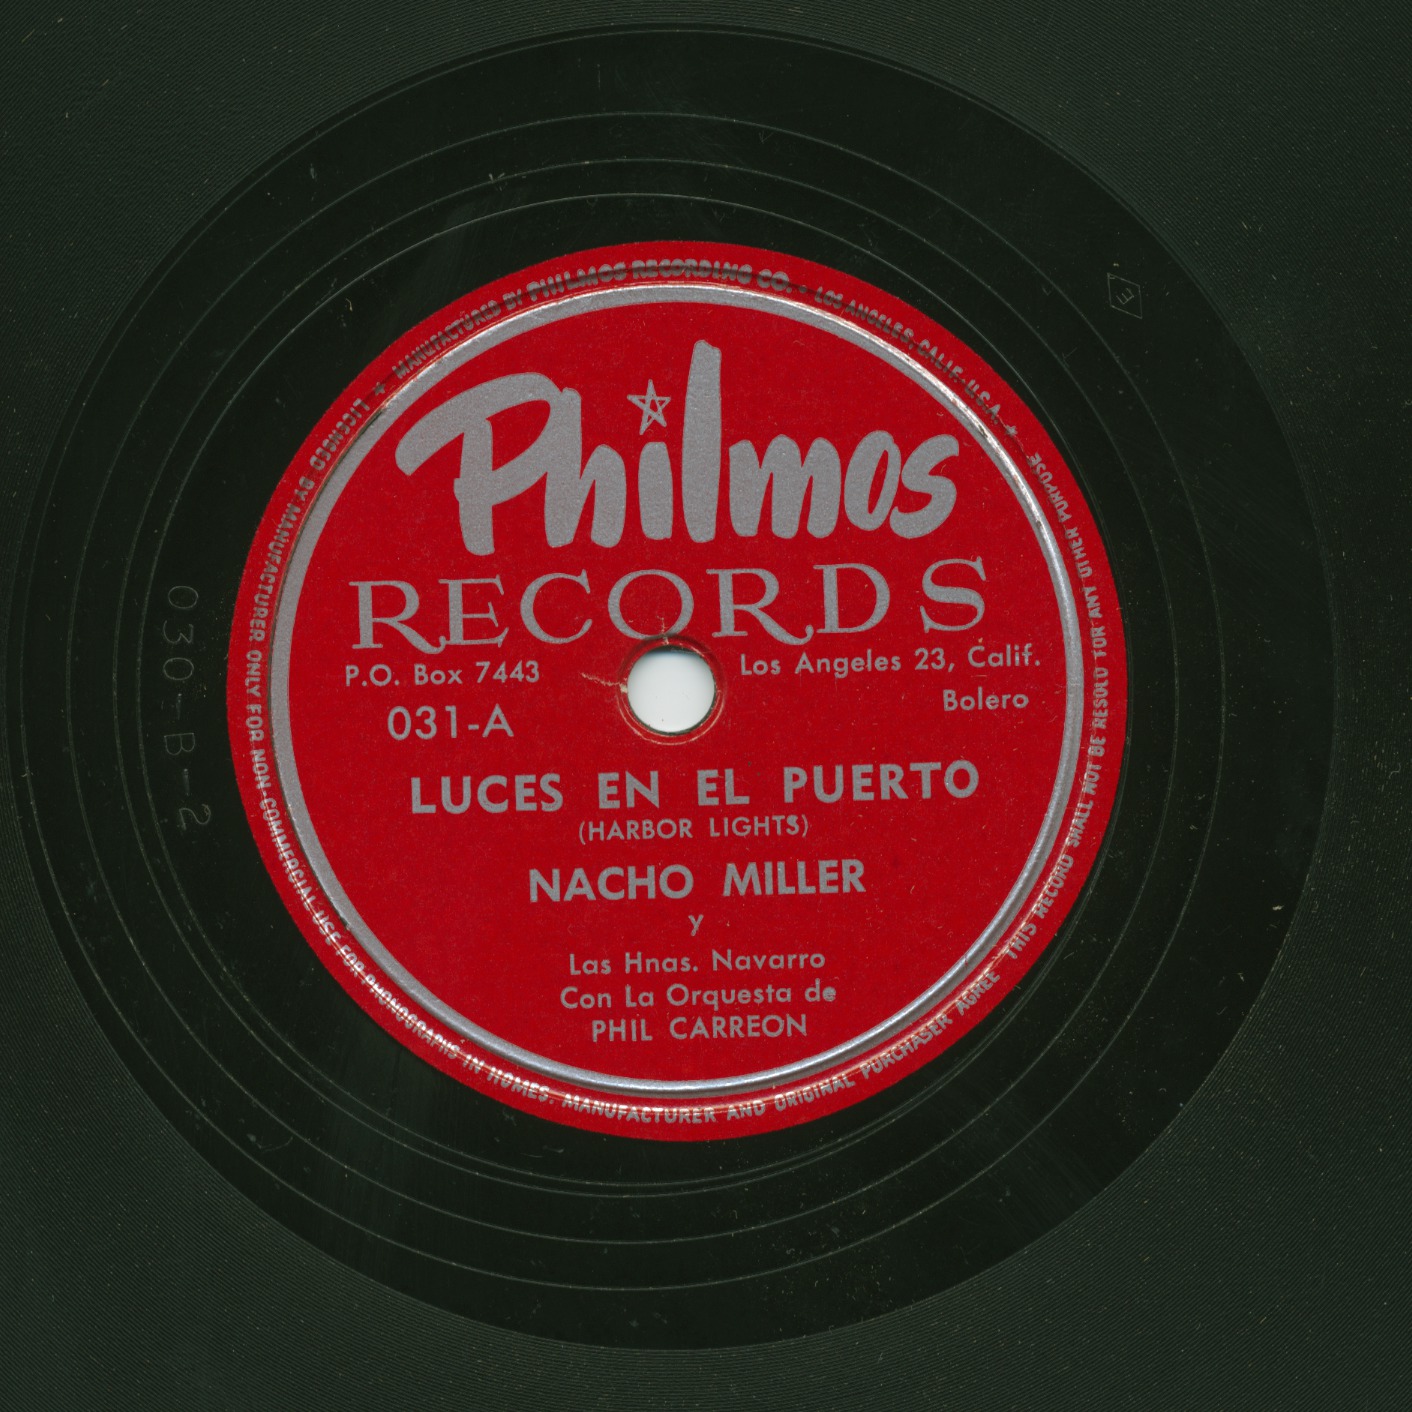 LICENSED BY MANUFACTURER ONLY FOR NON-COMMERCIAL USE FOR PHONOGRAPHS IN HOMES. MANUFACTURER AND ORIGINAL PURCHASER AGREE THIS RECORD SHALL NOT BE RESOLD FOR ANY OTHER PURPOSE
★ MANUFACTURED BY PHILMOS RECORDING CO. • LOS ANGELES, CALIF. U.S.A. ★
Philmos
RECORDS
P.O. Box 7443
Los Angeles 23, Calif.
Bolero
031-A
LUCES EN EL PUERTO
(HARBOR LIGHTS)
NACHO MILLER
y
Las Hnas. Navarro
Con La Orquesta de
PHIL CARREON
030-B-2